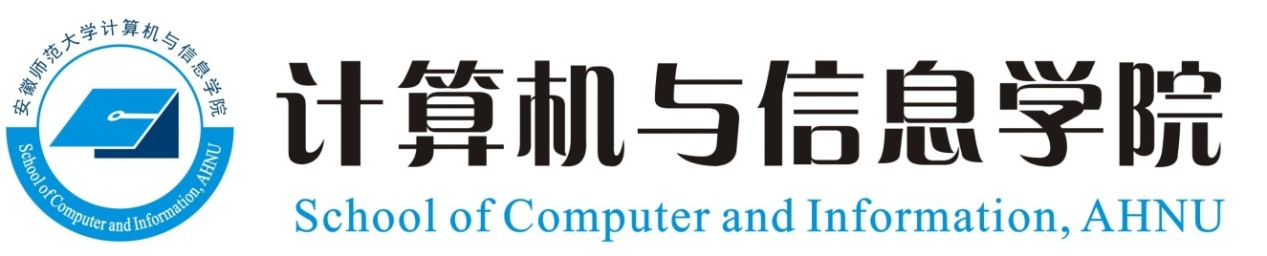 安徽师范大学计算机与信息学院
School of Computer and Information, AHNU
计算机与信息学院
School of Computer and Information, AHNU